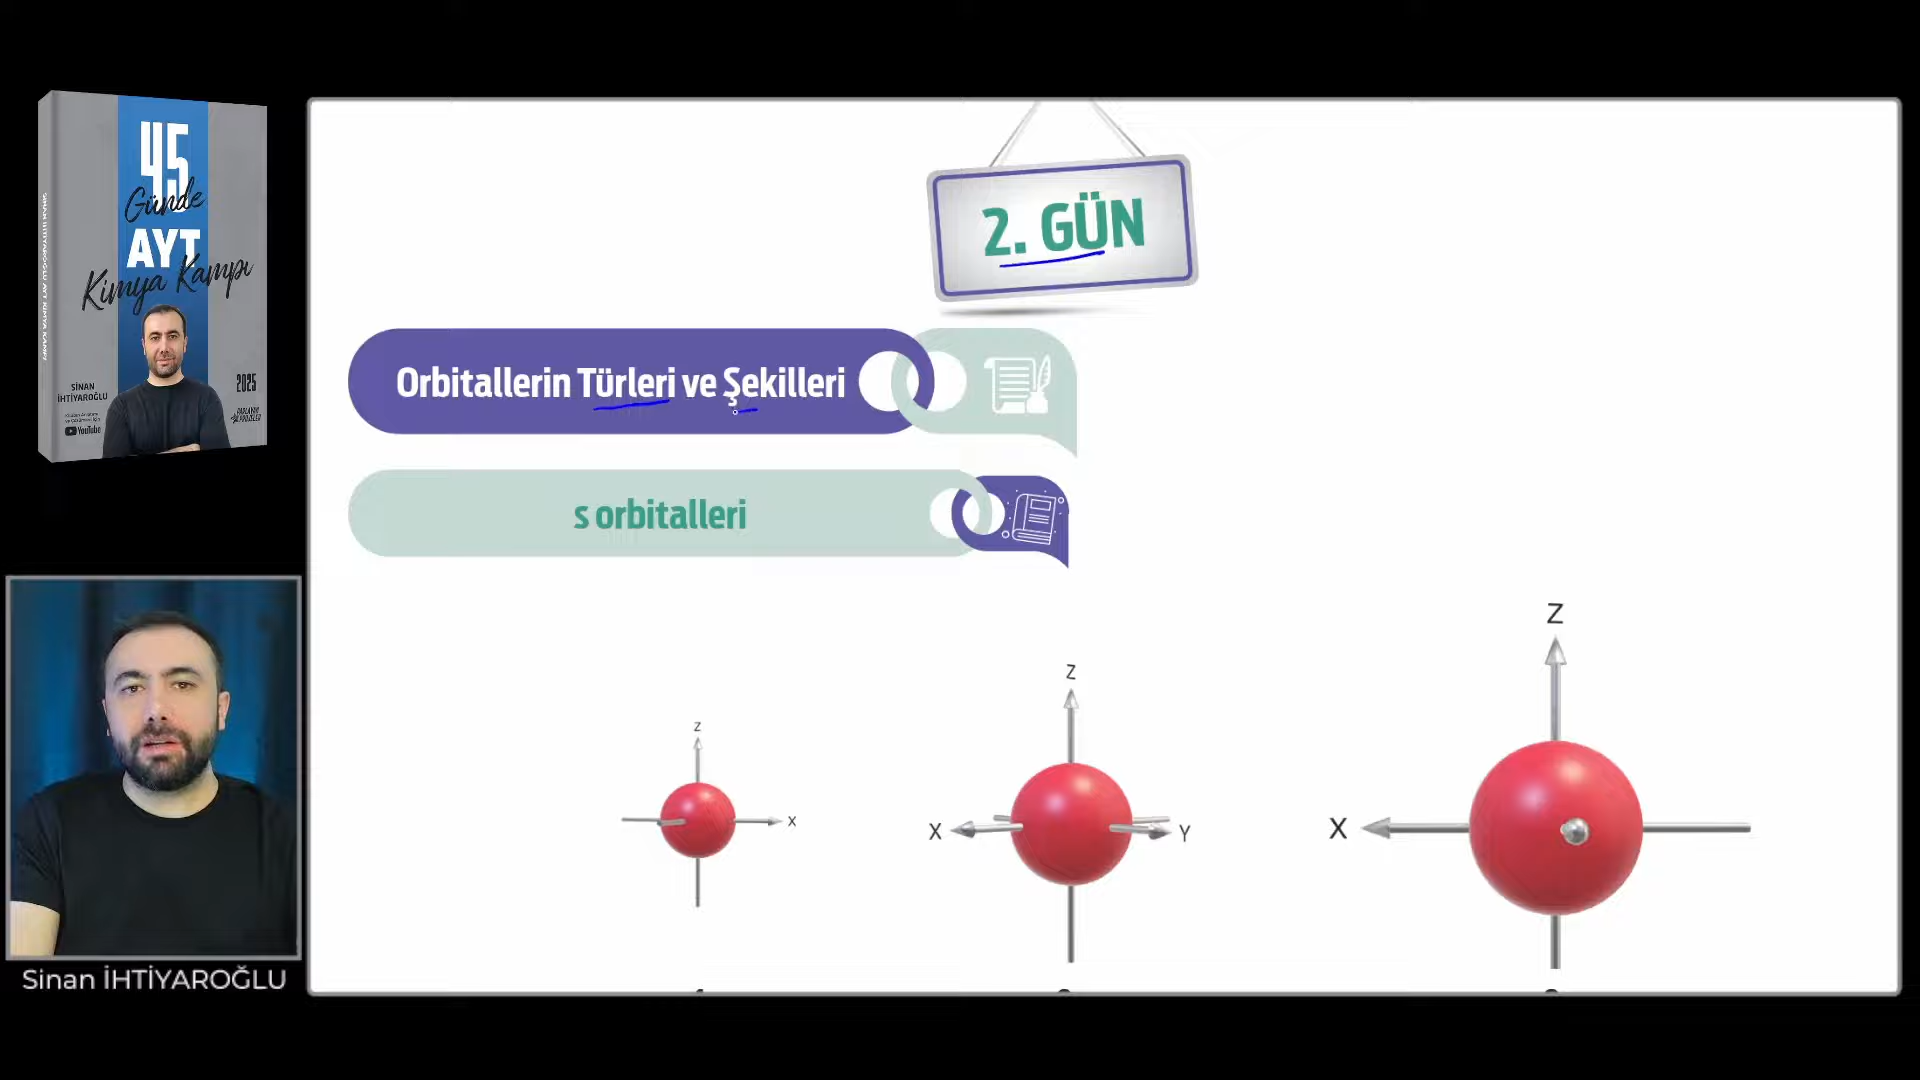 45
Günde
AYT
Kimya Kampı
SİNAN
İHTİYAROĞLU
2025
YouTube
2. GÜN
Orbitallerin Türleri ve Şekilleri
s orbitalleri
Z
X
Z
X
Y
Z
X
Sinan İHTİYAROĞLU